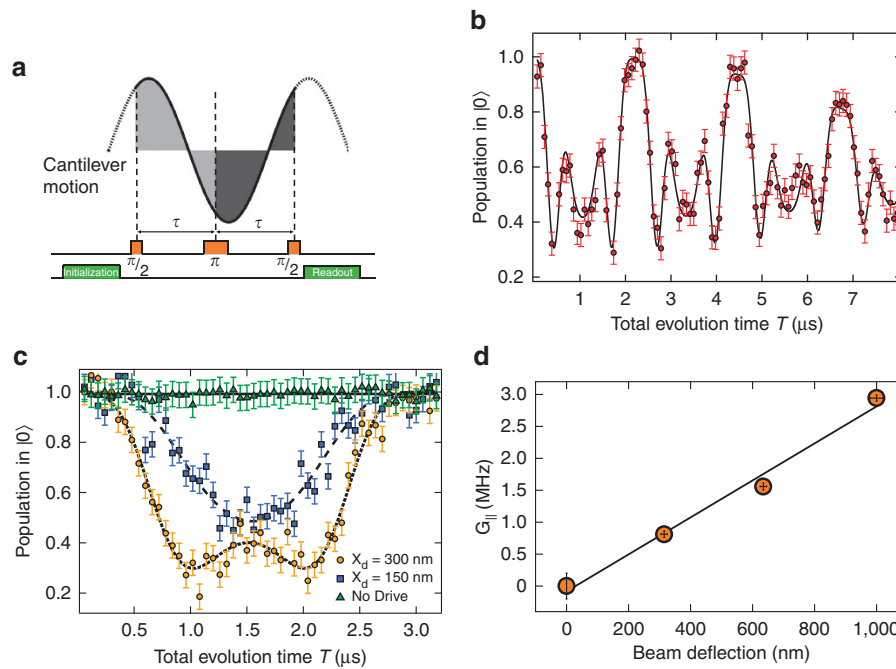 a
Cantilever
motion
τ
τ
π/2
π
π/2
Initialization
Readout
b
Population in |0⟩
1.0
0.8
0.6
0.4
0.2
1 2 3 4 5 6 7
Total evolution time T (μs)
c
Population in |0⟩
1.0
0.8
0.6
0.4
0.2
X_d = 300 nm
X_d = 150 nm
No Drive
0.5 1.0 1.5 2.0 2.5 3.0
Total evolution time T (μs)
d
G_|| (MHz)
3.0
2.5
2.0
1.5
1.0
0.5
0
0 200 400 600 800 1,000
Beam deflection (nm)